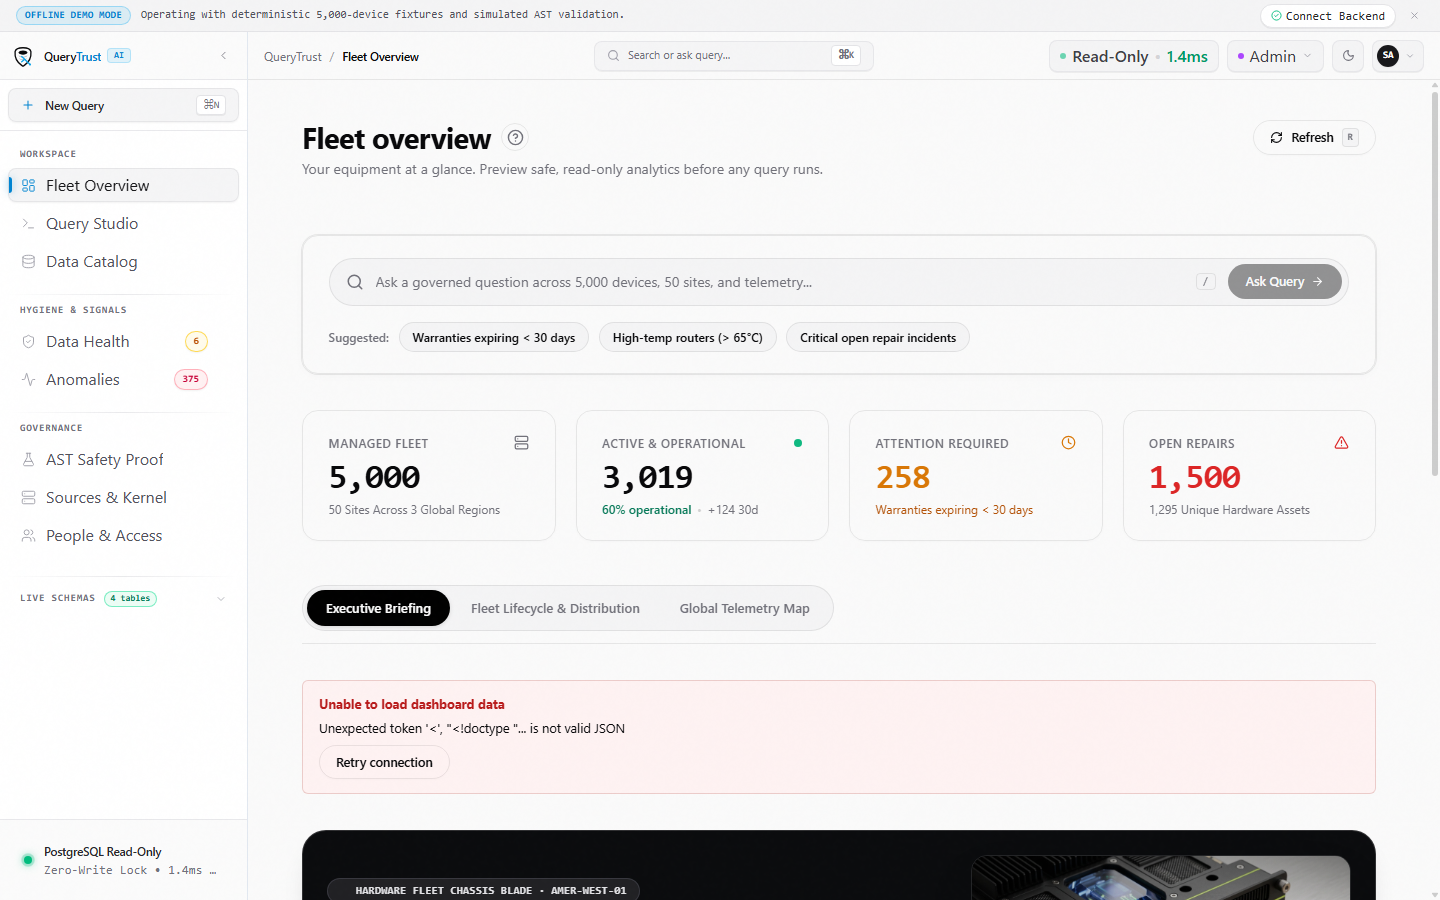 OFFLINE DEMO MODE Operating with deterministic 5,000-device fixtures and simulated AST validation. Connect Backend
QueryTrust AI
QueryTrust / Fleet Overview
Search or ask query... ⌘K
Read-Only • 1.4ms
Admin
SA
New Query ⌘N
WORKSPACE
Fleet Overview
Query Studio
Data Catalog
HYGIENE & SIGNALS
Data Health 6
Anomalies 375
GOVERNANCE
AST Safety Proof
Sources & Kernel
People & Access
LIVE SCHEMAS 4 tables
PostgreSQL Read-Only
Zero-Write Lock • 1.4ms …
Fleet overview
Refresh R
Your equipment at a glance. Preview safe, read-only analytics before any query runs.
Ask a governed question across 5,000 devices, 50 sites, and telemetry... / Ask Query →
Suggested: Warranties expiring < 30 days High-temp routers (> 65°C) Critical open repair incidents
MANAGED FLEET
5,000
50 Sites Across 3 Global Regions
ACTIVE & OPERATIONAL
3,019
60% operational • +124 30d
ATTENTION REQUIRED
258
Warranties expiring < 30 days
OPEN REPAIRS
1,500
1,295 Unique Hardware Assets
Executive Briefing Fleet Lifecycle & Distribution Global Telemetry Map
Unable to load dashboard data
Unexpected token '<', "<!doctype "... is not valid JSON
Retry connection
HARDWARE FLEET CHASSIS BLADE · AMER-WEST-01